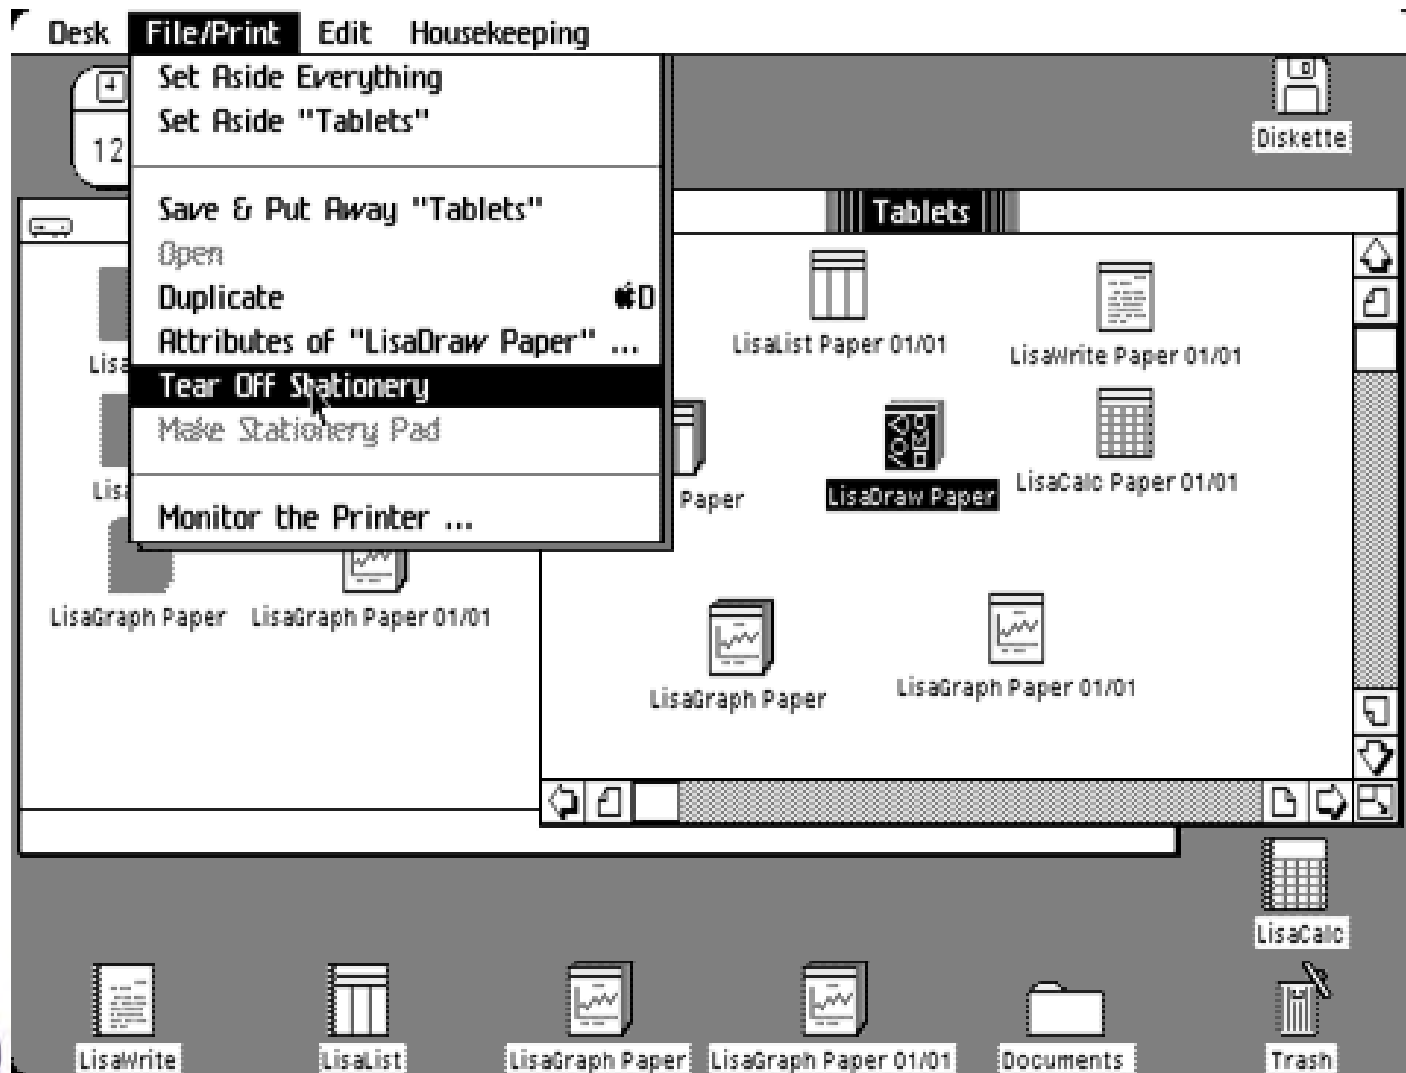 Desk File/Print Edit Housekeeping
Set Aside Everything
Set Aside "Tablets"
Save & Put Away "Tablets"
Open
Duplicate D
Attributes of "LisaDraw Paper" ...
Tear Off Stationery
Make Stationery Pad
Monitor the Printer ...
12
Diskette
Tablets
LisaList Paper 01/01
LisaWrite Paper 01/01
Lisa
Paper
LisaDraw Paper
LisaCalc Paper 01/01
Lis
LisaGraph Paper
LisaGraph Paper 01/01
LisaGraph Paper
LisaGraph Paper 01/01
LisaCalc
LisaWrite
LisaList
LisaGraph Paper
LisaGraph Paper 01/01
Documents
Trash